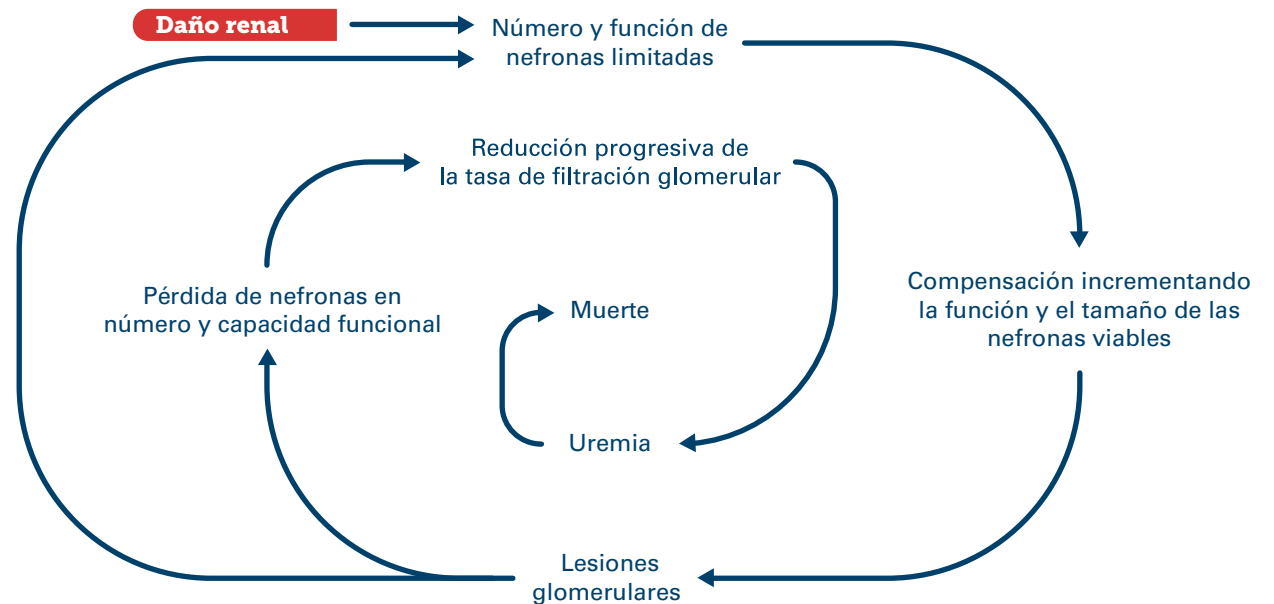 Daño renal
Número y función de
nefronas limitadas
Reducción progresiva de
la tasa de filtración glomerular
Compensación incrementando
la función y el tamaño de las
nefronas viables
Pérdida de nefronas en
número y capacidad funcional
Muerte
Uremia
Lesiones
glomerulares